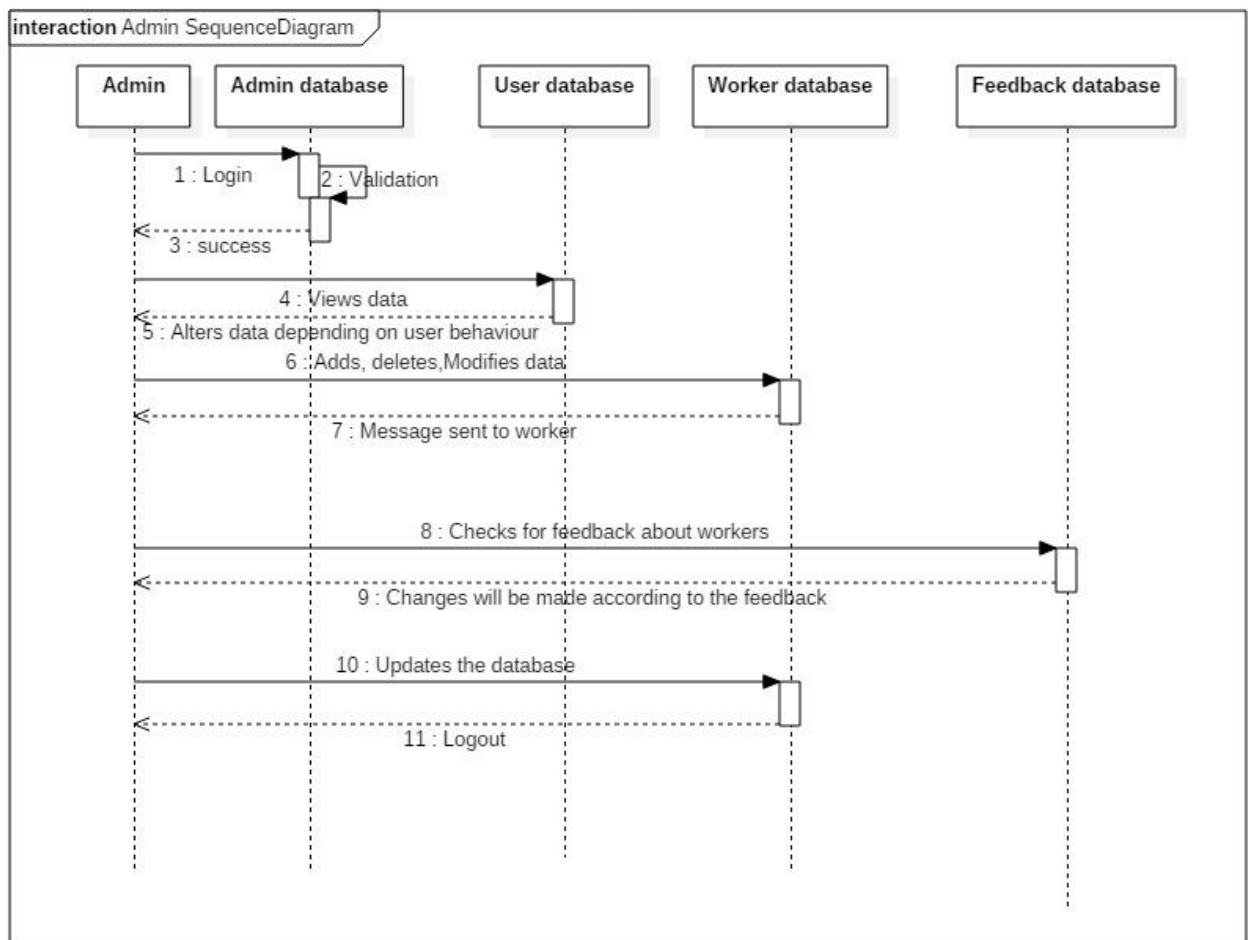 interaction Admin SequenceDiagram
Admin
Admin database
User database
Worker database
Feedback database
1 : Login
2 : Validation
3 : success
4 : Views data
5 : Alters data depending on user behaviour
6 : Adds, deletes,Modifies data
7 : Message sent to worker
8 : Checks for feedback about workers
9 : Changes will be made according to the feedback
10 : Updates the database
11 : Logout